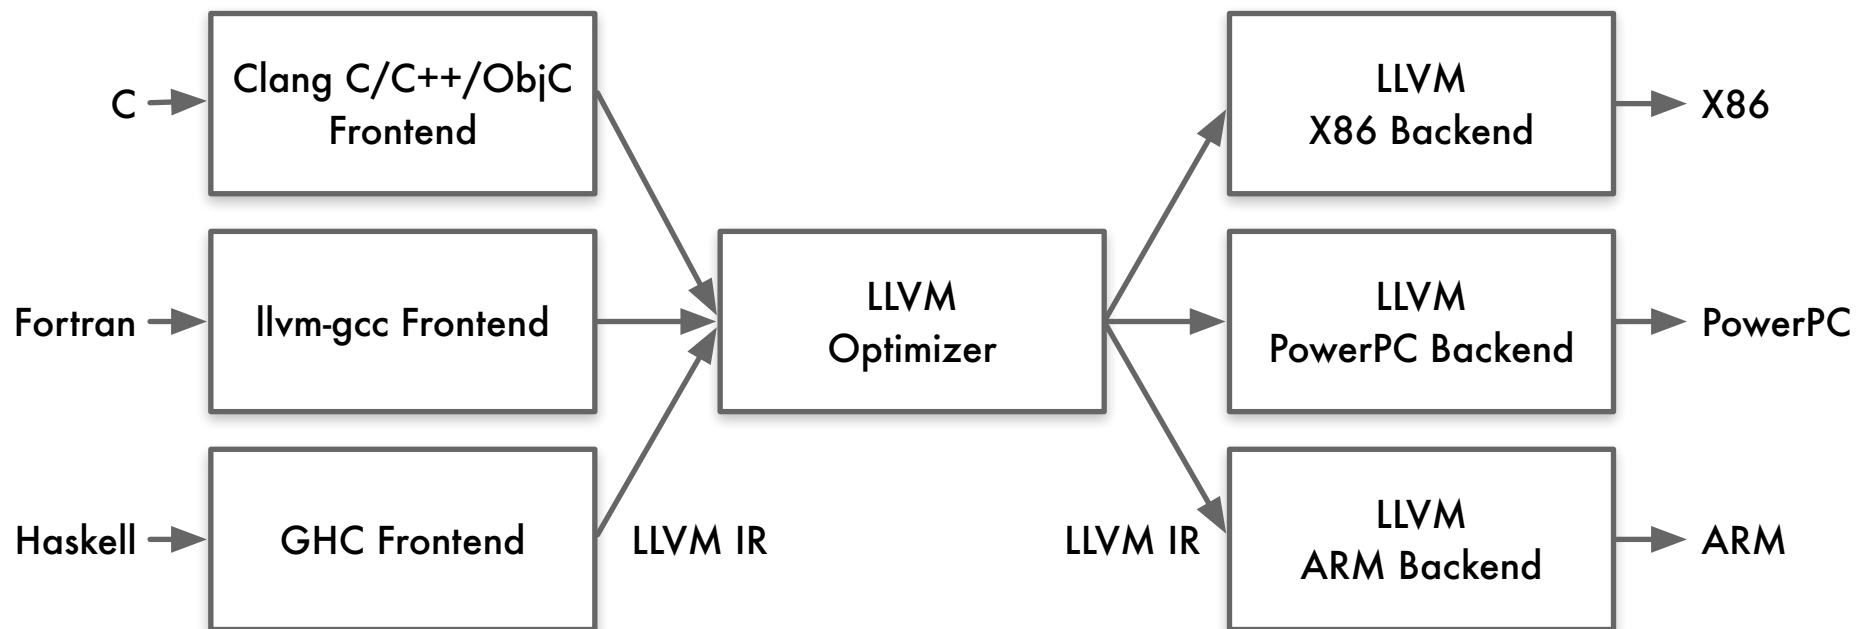 C
Clang C/C++/ObjC
Frontend
LLVM
X86 Backend
X86
Fortran
llvm-gcc Frontend
LLVM
Optimizer
LLVM
PowerPC Backend
PowerPC
Haskell
GHC Frontend
LLVM IR
LLVM IR
LLVM
ARM Backend
ARM